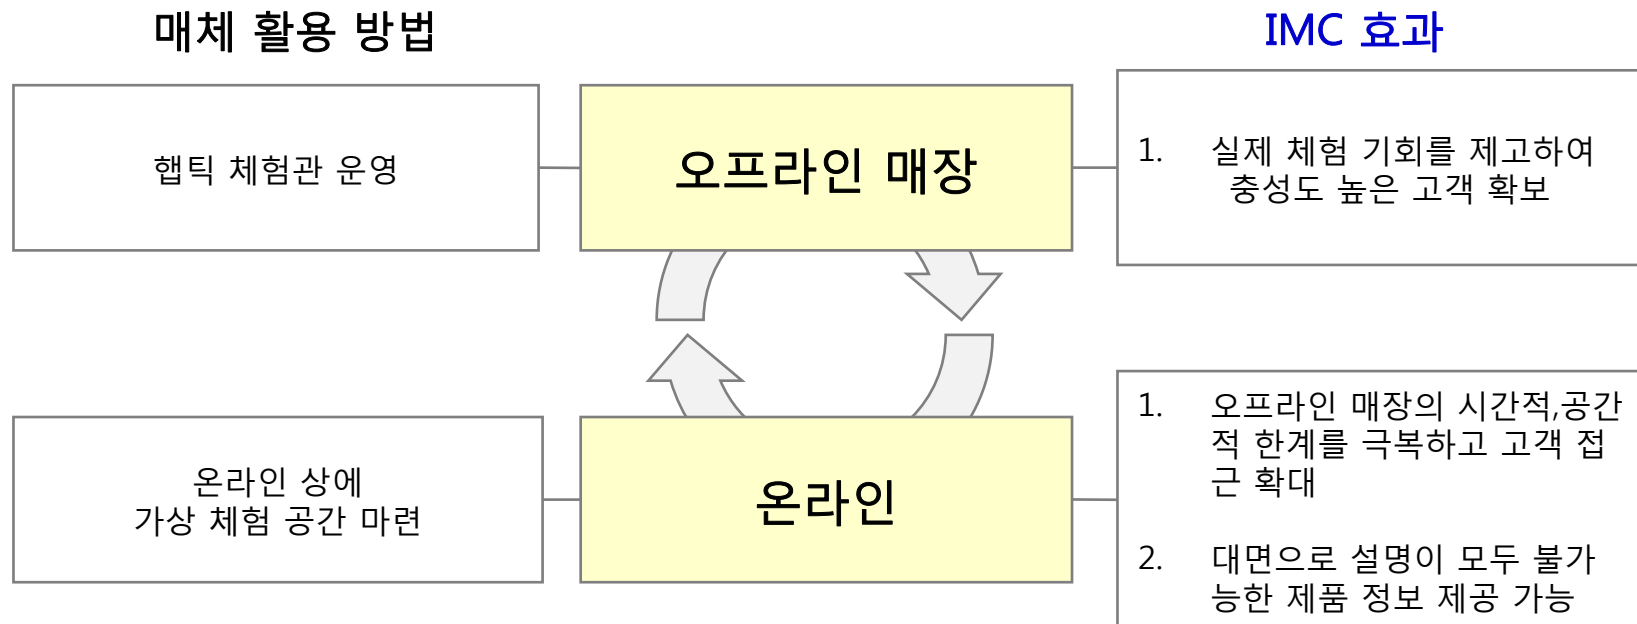 매체 활용 방법
IMC 효과
햅틱 체험관 운영
오프라인 매장
1. 실제 체험 기회를 제고하여
충성도 높은 고객 확보
온라인 상에
가상 체험 공간 마련
온라인
1. 오프라인 매장의 시간적,공간
적 한계를 극복하고 고객 접
근 확대
2. 대면으로 설명이 모두 불가
능한 제품 정보 제공 가능